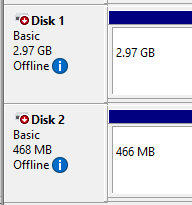 Disk 1
Basic
2.97 GB
Offline
2.97 GB
Disk 2
Basic
468 MB
Offline
466 MB